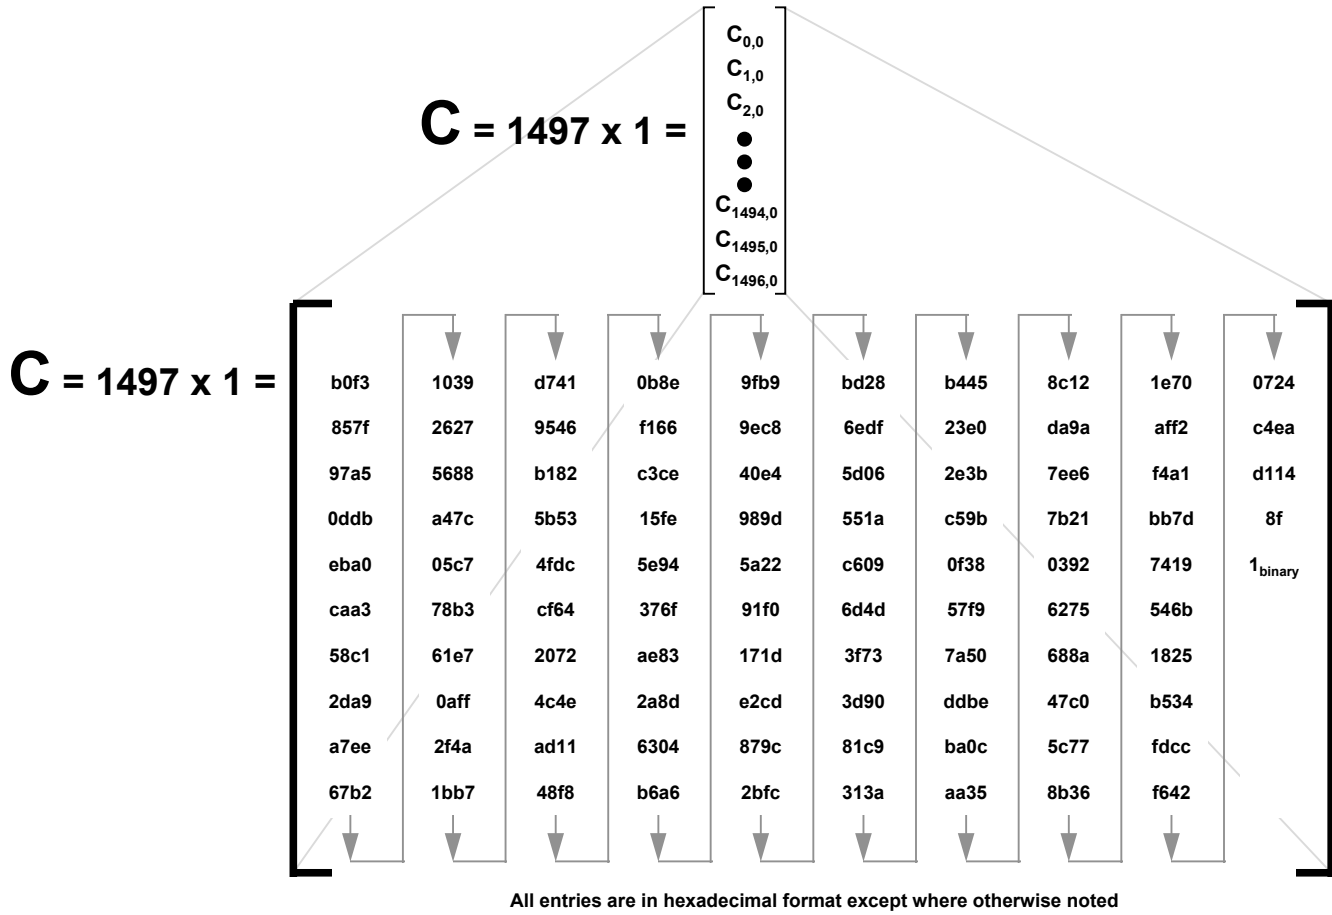 C0,0
C1,0
C2,0
C = 1497 x 1 =
C1494,0
C1495,0
C1496,0
C = 1497 x 1 =
b0f3 1039 d741 0b8e 9fb9 bd28 b445 8c12 1e70 0724
857f 2627 9546 f166 9ec8 6edf 23e0 da9a aff2 c4ea
97a5 5688 b182 c3ce 40e4 5d06 2e3b 7ee6 f4a1 d114
0ddb a47c 5b53 15fe 989d 551a c59b 7b21 bb7d 8f
eba0 05c7 4fdc 5e94 5a22 c609 0f38 0392 7419 1binary
caa3 78b3 cf64 376f 91f0 6d4d 57f9 6275 546b
58c1 61e7 2072 ae83 171d 3f73 7a50 688a 1825
2da9 0aff 4c4e 2a8d e2cd 3d90 ddbe 47c0 b534
a7ee 2f4a ad11 6304 879c 81c9 ba0c 5c77 fdcc
67b2 1bb7 48f8 b6a6 2bfc 313a aa35 8b36 f642
All entries are in hexadecimal format except where otherwise noted